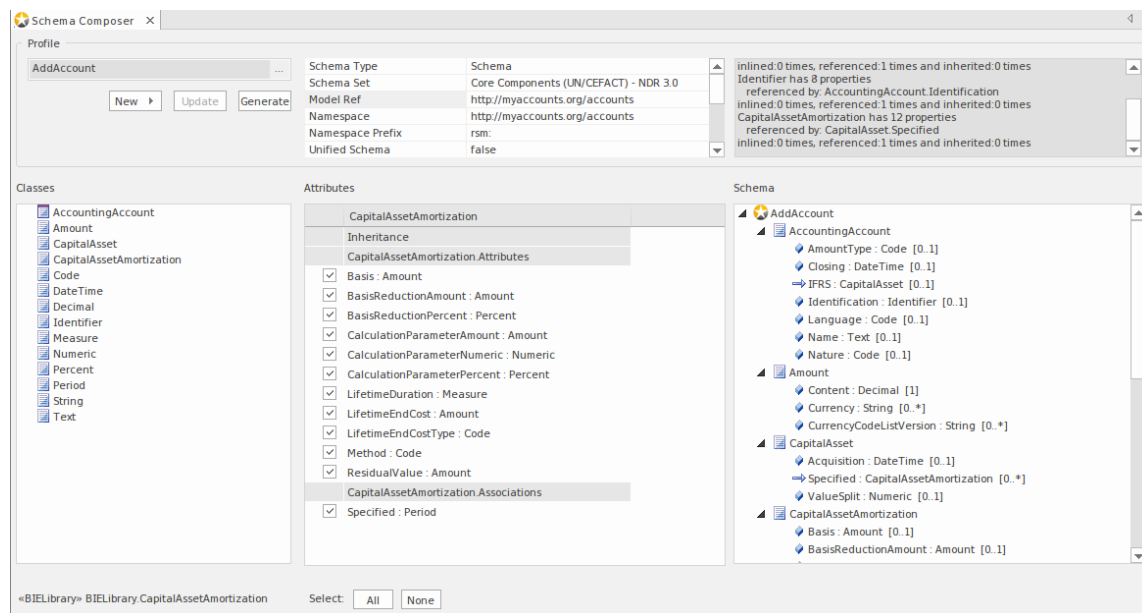 Schema Composer
Profile
AddAccount
...
New
Update
Generate
Schema Type Schema
Schema Set Core Components (UN/CEFACT) - NDR 3.0
Model Ref http://myaccounts.org/accounts
Namespace http://myaccounts.org/accounts
Namespace Prefix rsm:
Unified Schema false
inlined:0 times, referenced:1 times and inherited:0 times
Identifier has 8 properties
referenced by: AccountingAccount.Identification
inlined:0 times, referenced:1 times and inherited:0 times
CapitalAssetAmortization has 12 properties
referenced by: CapitalAsset.Specified
inlined:0 times, referenced:1 times and inherited:0 times
Classes
AccountingAccount
Amount
CapitalAsset
CapitalAssetAmortization
Code
DateTime
Decimal
Identifier
Measure
Numeric
Percent
Period
String
Text
Attributes
CapitalAssetAmortization
Inheritance
CapitalAssetAmortization.Attributes
Basis : Amount
BasisReductionAmount : Amount
BasisReductionPercent : Percent
CalculationParameterAmount : Amount
CalculationParameterNumeric : Numeric
CalculationParameterPercent : Percent
LifetimeDuration : Measure
LifetimeEndCost : Amount
LifetimeEndCostType : Code
Method : Code
ResidualValue : Amount
CapitalAssetAmortization.Associations
Specified : Period
Schema
AddAccount
AccountingAccount
AmountType : Code [0..1]
Closing : DateTime [0..1]
IFRS : CapitalAsset [0..1]
Identification : Identifier [0..1]
Language : Code [0..1]
Name : Text [0..1]
Nature : Code [0..1]
Amount
Content : Decimal [1]
Currency : String [0..*]
CurrencyCodeListVersion : String [0..*]
CapitalAsset
Acquisition : DateTime [0..1]
Specified : CapitalAssetAmortization [0..*]
ValueSplit : Numeric [0..1]
CapitalAssetAmortization
Basis : Amount [0..1]
BasisReductionAmount : Amount [0..1]
«BIELibrary» BIELibrary.CapitalAssetAmortization
Select:
All
None